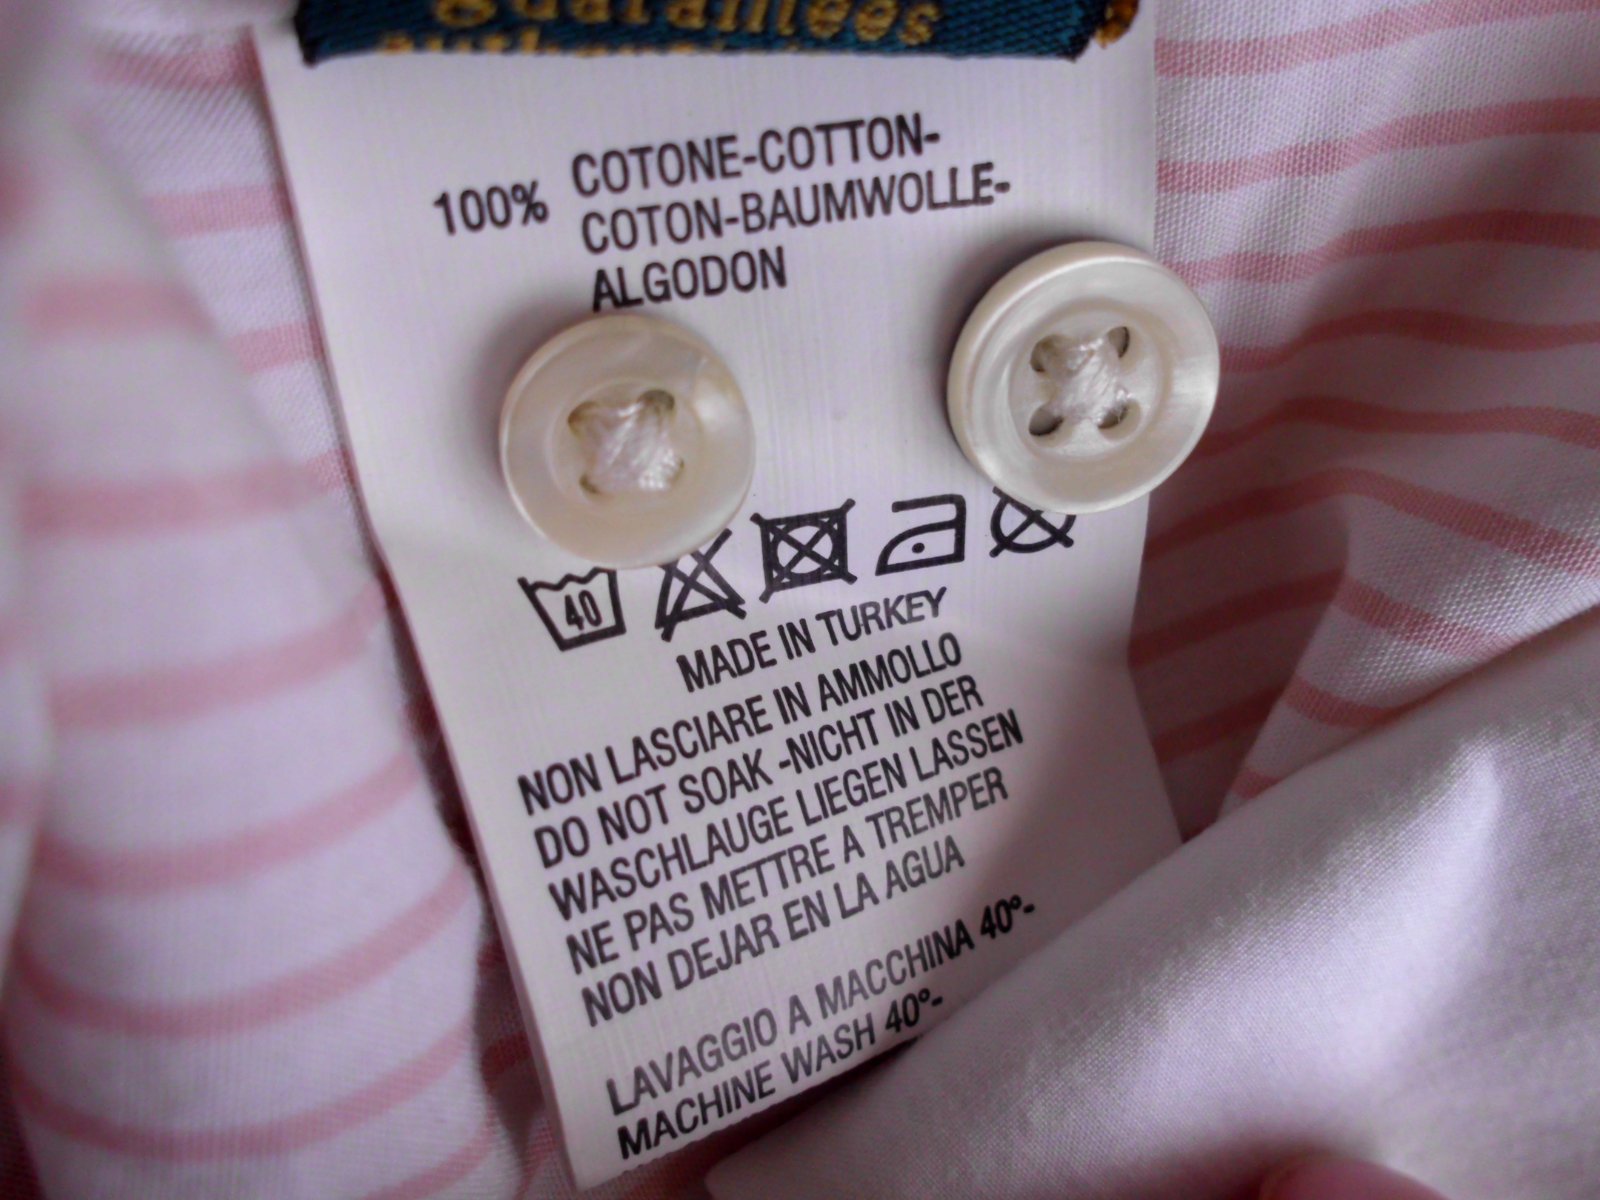 Guarantees
100% COTONE-COTTON-
COTON-BAUMWOLLE-
ALGODON
40
MADE IN TURKEY
NON LASCIARE IN AMMOLLO
DO NOT SOAK -NICHT IN DER
WASCHLAUGE LIEGEN LASSEN
NE PAS METTRE A TREMPER
NON DEJAR EN LA AGUA
LAVAGGIO A MACCHINA 40°-
MACHINE WASH 40°-